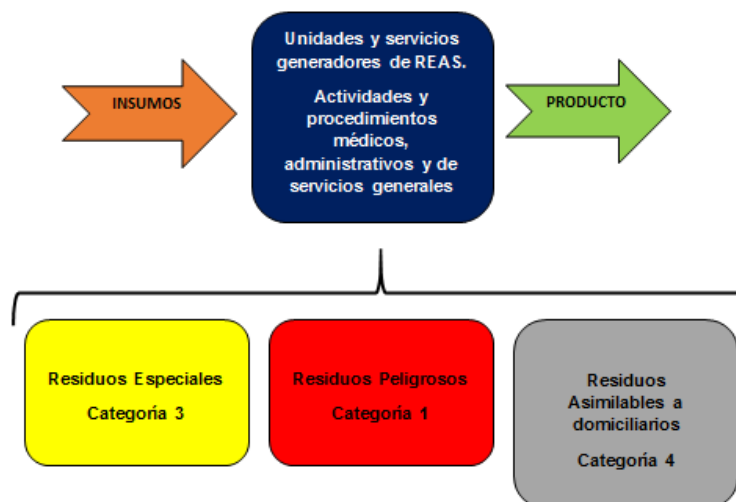 INSUMOS
Unidades y servicios
generadores de REAS.
Actividades y
procedimientos
médicos,
administrativos y de
servicios generales
PRODUCTO
Residuos Especiales
Categoría 3
Residuos Peligrosos
Categoría 1
Residuos
Asimilables a
domiciliarios
Categoría 4